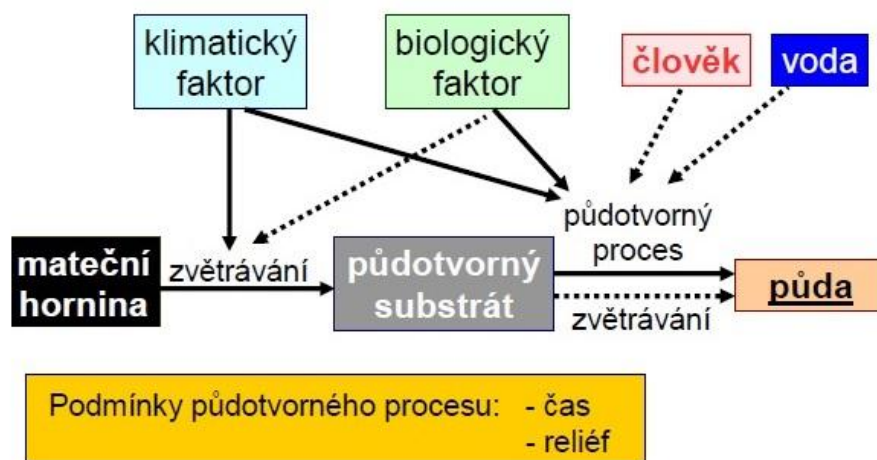 klimatický
faktor
biologický
faktor
člověk
voda
půdotvorný
proces
mateční
hornina
zvětrávání
půdotvorný
substrát
půda
zvětrávání
Podmínky půdotvorného procesu: - čas
- reliéf